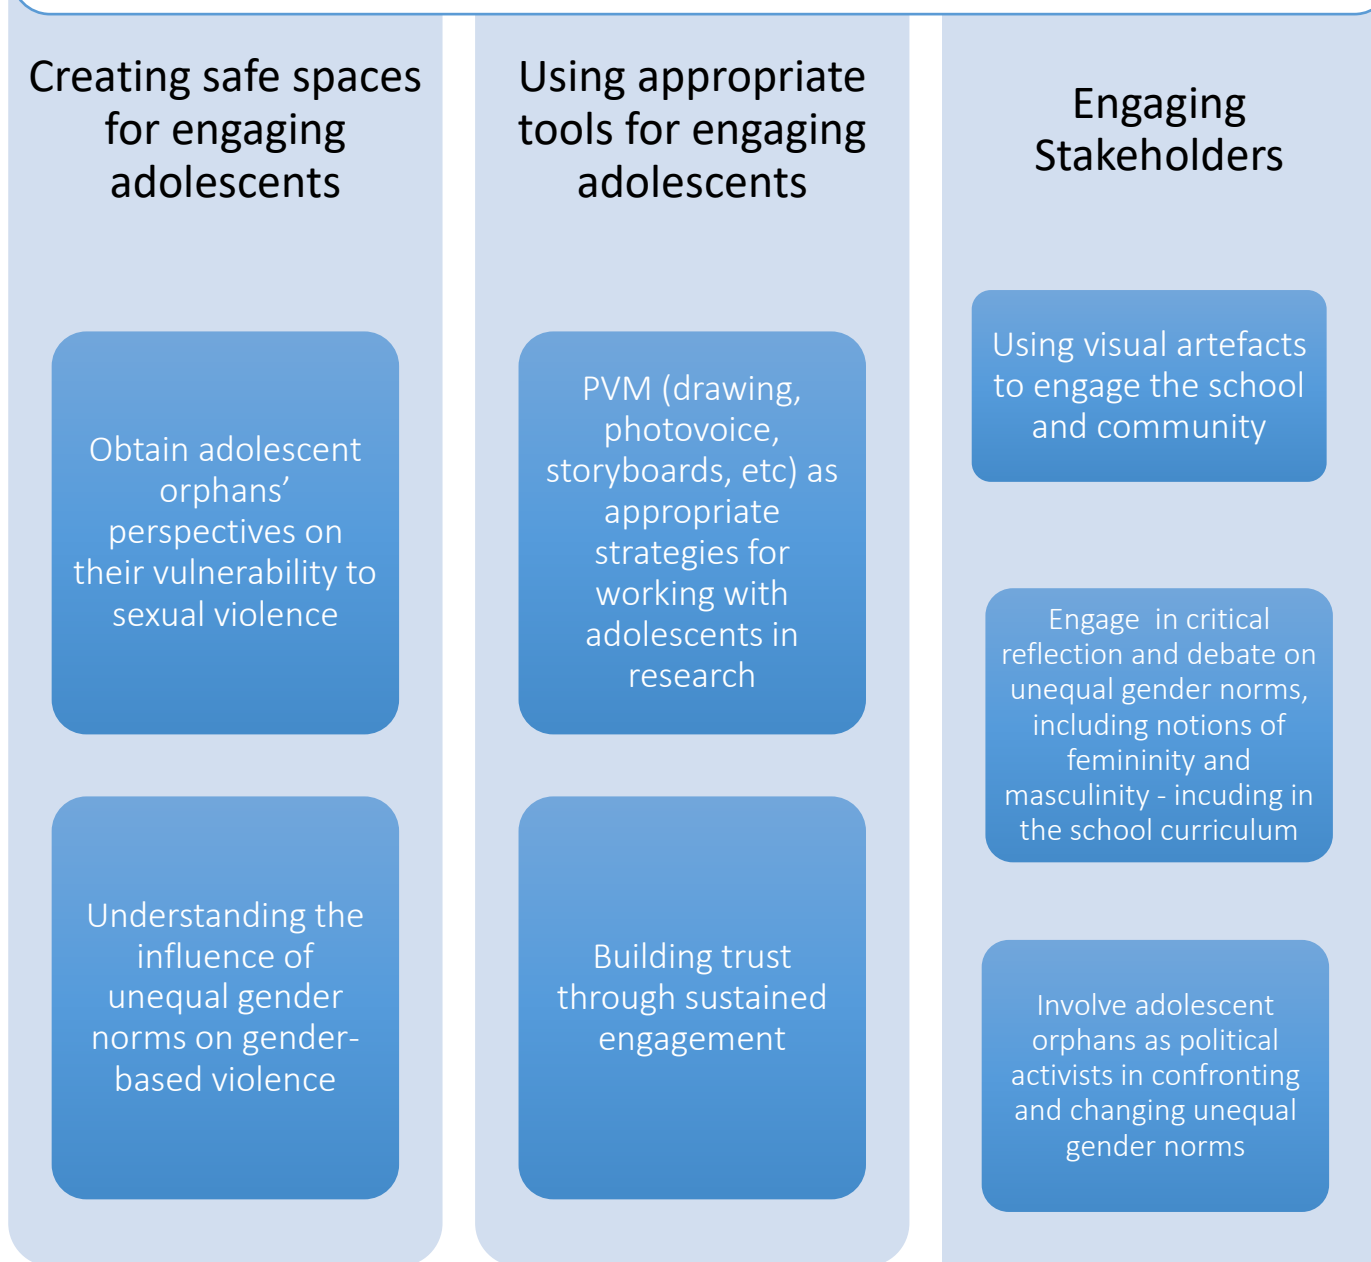 Creating safe spaces
for engaging
adolescents
Obtain adolescent
orphans’
perspectives on
their vulnerability to
sexual violence
Understanding the
influence of
unequal gender
norms on gender-
based violence
Using appropriate
tools for engaging
adolescents
PVM (drawing,
photovoice,
storyboards, etc) as
appropriate
strategies for
working with
adolescents in
research
Building trust
through sustained
engagement
Engaging
Stakeholders
Using visual artefacts
to engage the school
and community
Engage  in critical
reflection and debate on
unequal gender norms,
including notions of
femininity and
masculinity - incuding in
the school curriculum
Involve adolescent
orphans as political
activists in confronting
and changing unequal
gender norms